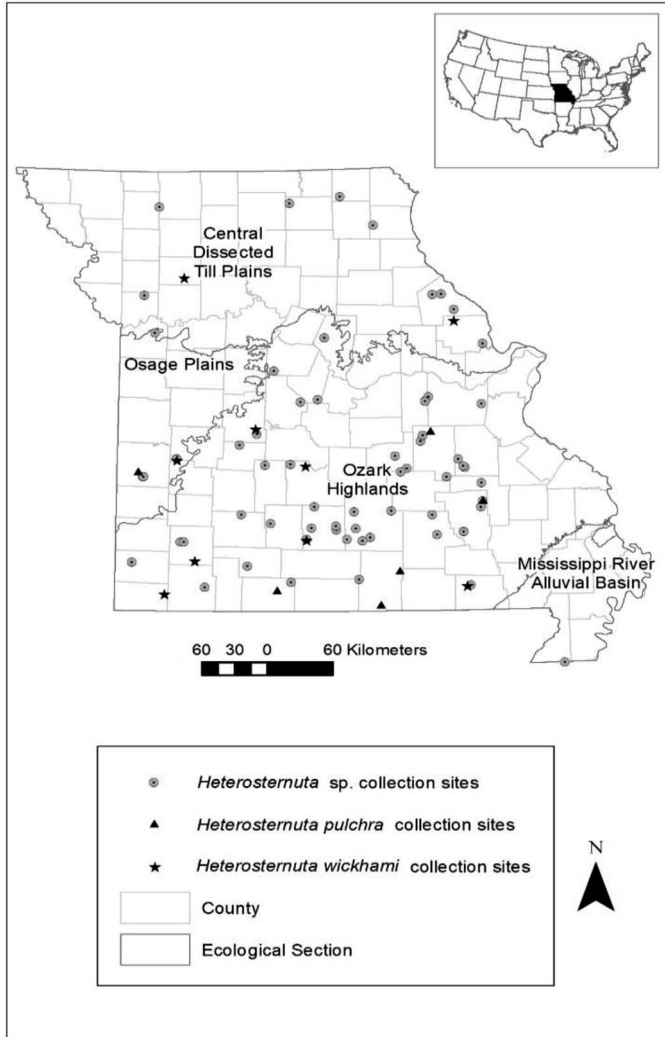 Central
Dissected
Till Plains
Osage Plains
Ozark
Highlands
Mississippi River
Alluvial Basin
60 30 0 60 Kilometers
Heterosternuta sp. collection sites
Heterosternuta pulchra collection sites
Heterosternuta wickhami collection sites
County
Ecological Section
N